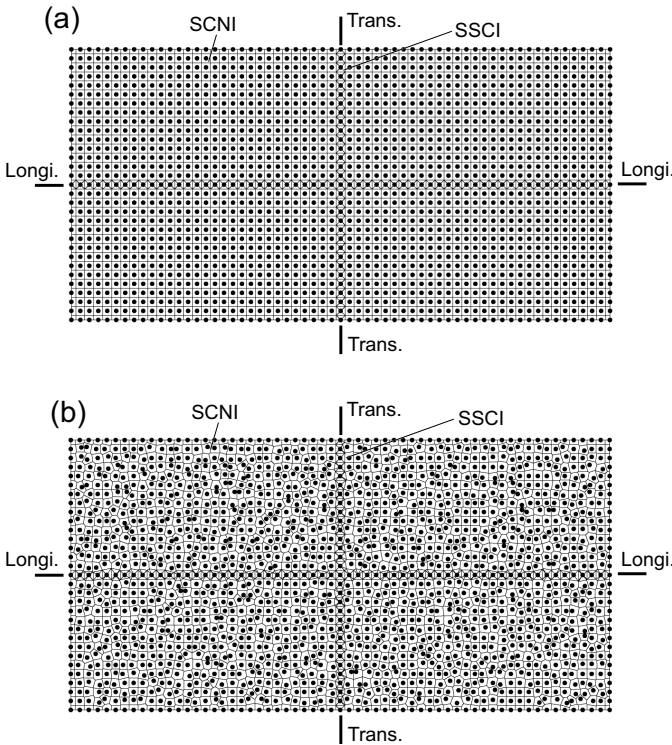 (a)
Trans.
SCNI
SSCI
Longi.
Longi.
Trans.
(b)
Trans.
SCNI
SSCI
Longi.
Longi.
Trans.